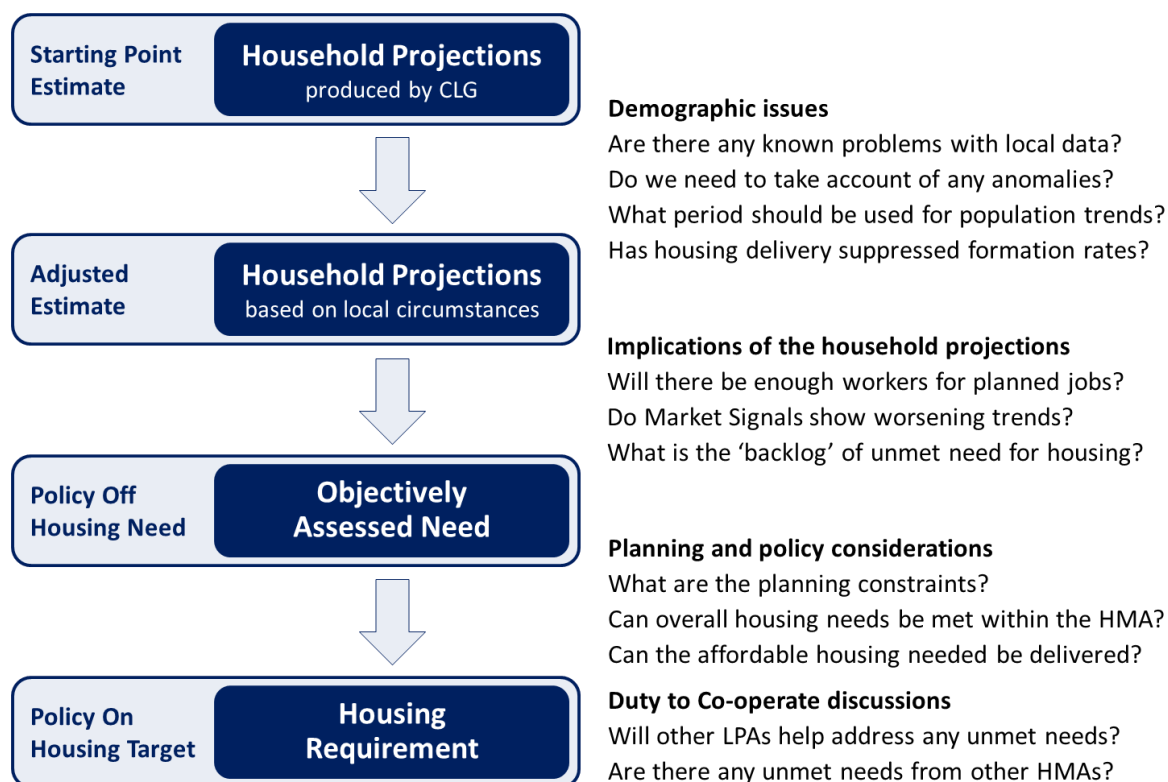 Starting Point
Estimate
Household Projections
produced by CLG
Demographic issues
Are there any known problems with local data?
Do we need to take account of any anomalies?
What period should be used for population trends?
Has housing delivery suppressed formation rates?
Adjusted
Estimate
Household Projections
based on local circumstances
Implications of the household projections
Will there be enough workers for planned jobs?
Do Market Signals show worsening trends?
What is the ‘backlog’ of unmet need for housing?
Policy Off
Housing Need
Objectively
Assessed Need
Planning and policy considerations
What are the planning constraints?
Can overall housing needs be met within the HMA?
Can the affordable housing needed be delivered?
Policy On
Housing Target
Housing
Requirement
Duty to Co-operate discussions
Will other LPAs help address any unmet needs?
Are there any unmet needs from other HMAs?